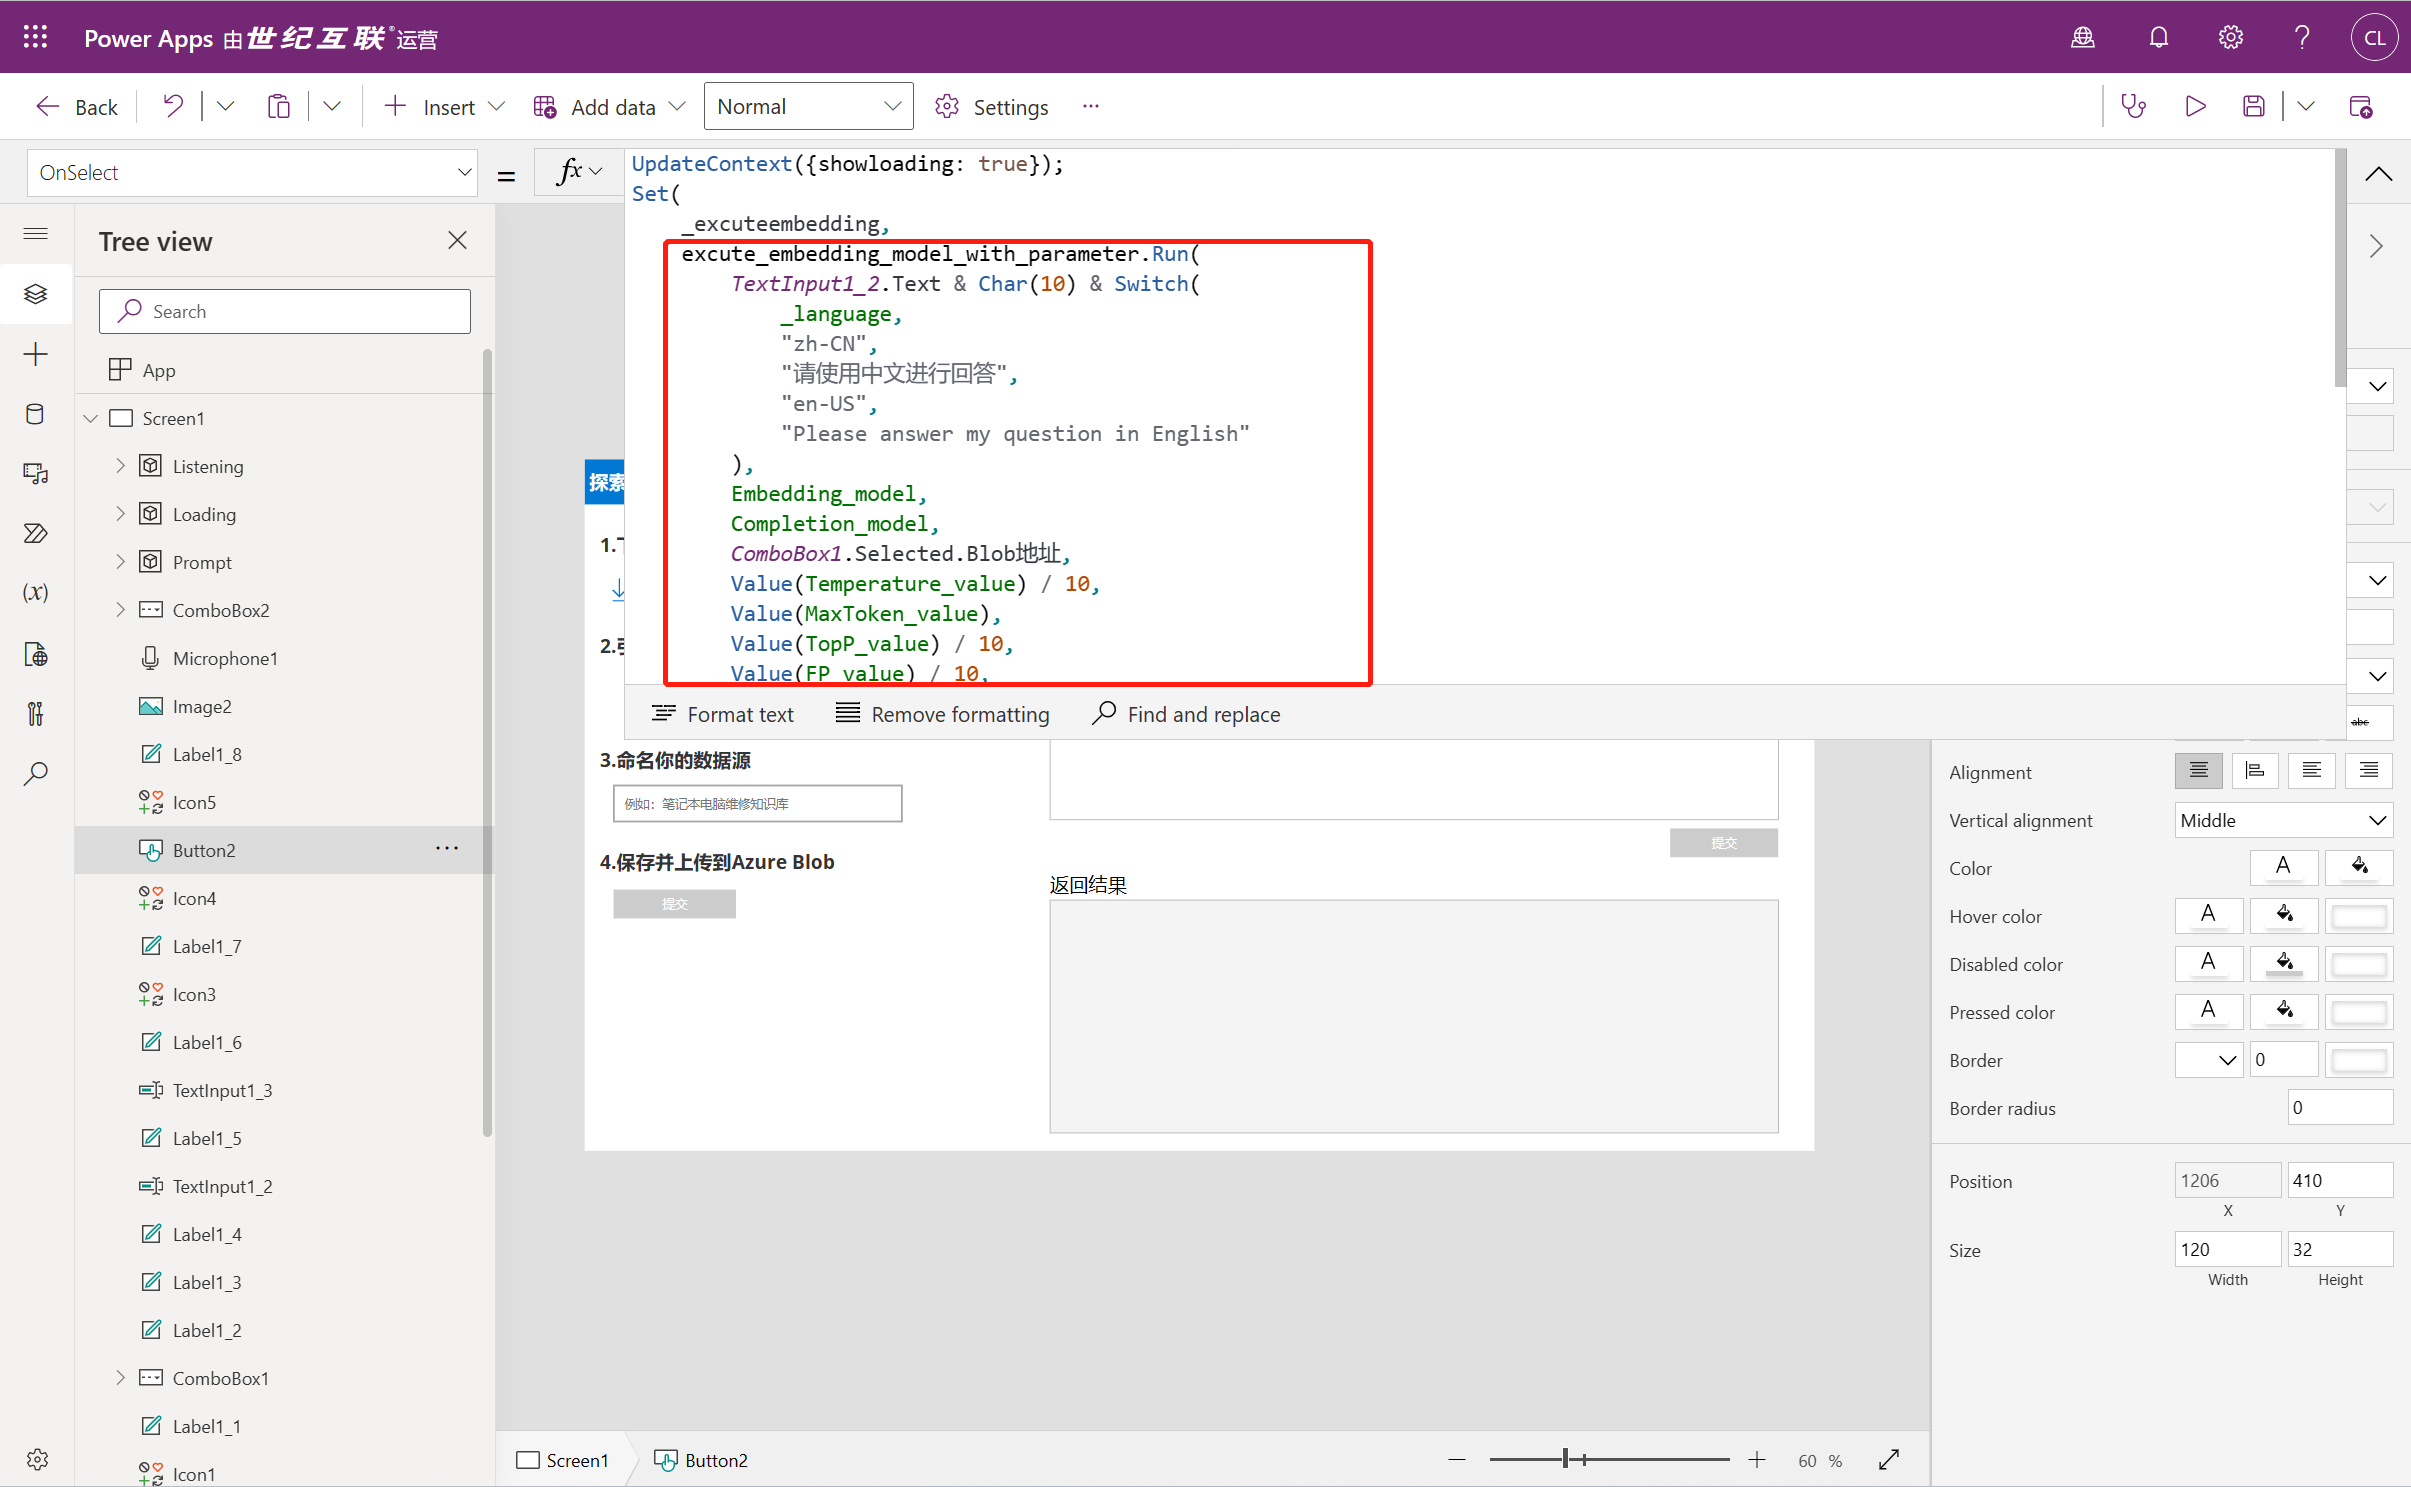 Power Apps 由世纪互联®运营
CL
Back
Insert
Add data
Normal
Settings
OnSelect
=
fx
UpdateContext({showloading: true});
Set(
_excuteembedding,
excute_embedding_model_with_parameter.Run(
TextInput1_2.Text & Char(10) & Switch(
_language,
"zh-CN",
"请使用中文进行回答",
"en-US",
"Please answer my question in English"
),
Embedding_model,
Completion_model,
ComboBox1.Selected.Blob地址,
Value(Temperature_value) / 10,
Value(MaxToken_value),
Value(TopP_value) / 10,
Value(FP_value) / 10,
Format text
Remove formatting
Find and replace
Tree view
Search
App
Screen1
Listening
Loading
Prompt
ComboBox2
Microphone1
Image2
Label1_8
Icon5
Button2
Icon4
Label1_7
Icon3
Label1_6
TextInput1_3
Label1_5
TextInput1_2
Label1_4
Label1_3
Label1_2
ComboBox1
Label1_1
Icon1
(x)
探索
1.
2.
3.命名你的数据源
例如：笔记本电脑维修知识库
4.保存并上传到Azure Blob
提交
提交
返回结果
abc
Alignment
Vertical alignment
Middle
Color
A
Hover color
A
Disabled color
A
Pressed color
A
Border
0
Border radius
0
Position
1206
410
X
Y
Size
120
32
Width
Height
Screen1
Button2
60 %